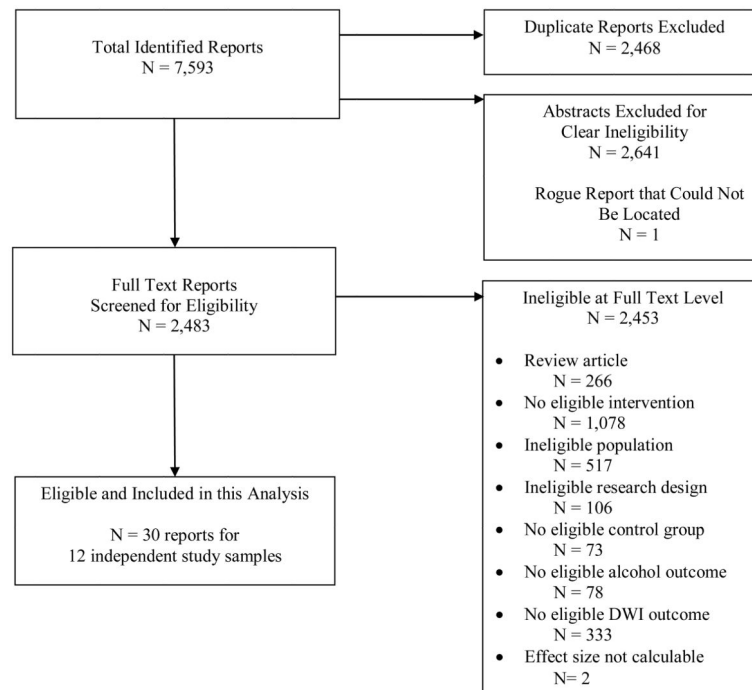 Total Identified Reports
N = 7,593
Duplicate Reports Excluded
N = 2,468
Abstracts Excluded for
Clear Ineligibility
N = 2,641
Rogue Report that Could Not
Be Located
N = 1
Full Text Reports
Screened for Eligibility
N = 2,483
Ineligible at Full Text Level
N = 2,453
• Review article
N = 266
• No eligible intervention
N = 1,078
• Ineligible population
N = 517
• Ineligible research design
N = 106
• No eligible control group
N = 73
• No eligible alcohol outcome
N = 78
• No eligible DWI outcome
N = 333
• Effect size not calculable
N= 2
Eligible and Included in this Analysis
N = 30 reports for
12 independent study samples